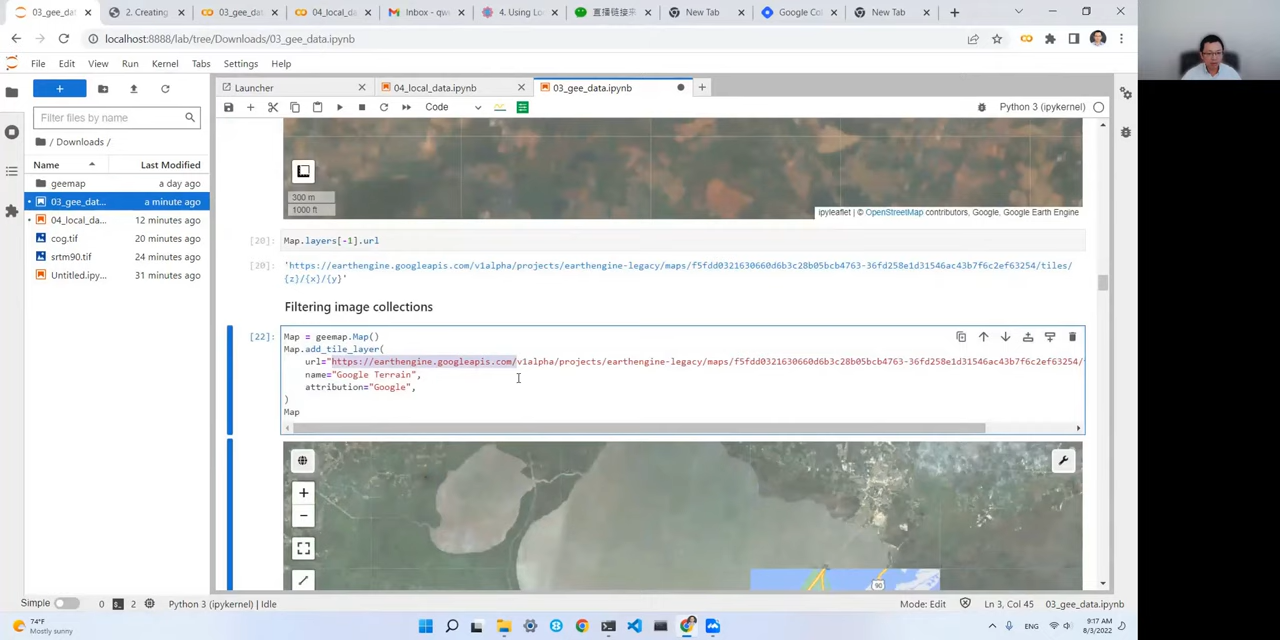 03_gee_dat
2. Creating
03_gee_dat
04_local_da
Inbox - qw
4. Using Lo
直播链接来
New Tab
Google Co
New Tab
localhost:8888/lab/tree/Downloads/03_gee_data.ipynb
File Edit View Run Kernel Tabs Settings Help
Launcher
04_local_data.ipynb
03_gee_data.ipynb
Code
Python 3 (ipykernel)
Filter files by name
/ Downloads /
Name Last Modified
geemap a day ago
03_gee_dat... a minute ago
04_local_da... 12 minutes ago
cog.tif 20 minutes ago
srtm90.tif 24 minutes ago
Untitled.ipy... 31 minutes ago
300 m
1000 ft
ipyleaflet | © OpenStreetMap contributors, Google, Google Earth Engine
[20]: Map.layers[-1].url
[20]: 'https://earthengine.googleapis.com/v1alpha/projects/earthengine-legacy/maps/f5fdd0321630660d6b3c28b05bcb4763-36fd258e1d31546ac43b7f6c2ef63254/tiles/
{z}/{x}/{y}'
Filtering image collections
[22]: Map = geemap.Map()
Map.add_tile_layer(
url="https://earthengine.googleapis.com/v1alpha/projects/earthengine-legacy/maps/f5fdd0321630660d6b3c28b05bcb4763-36fd258e1d31546ac43b7f6c2ef63254/
name="Google Terrain",
attribution="Google",
)
Map
90
Simple 0 2 Python 3 (ipykernel) | Idle
Mode: Edit Ln 3, Col 45 03_gee_data.ipynb
74°F
Mostly sunny
ENG
9:17 AM
8/3/2022